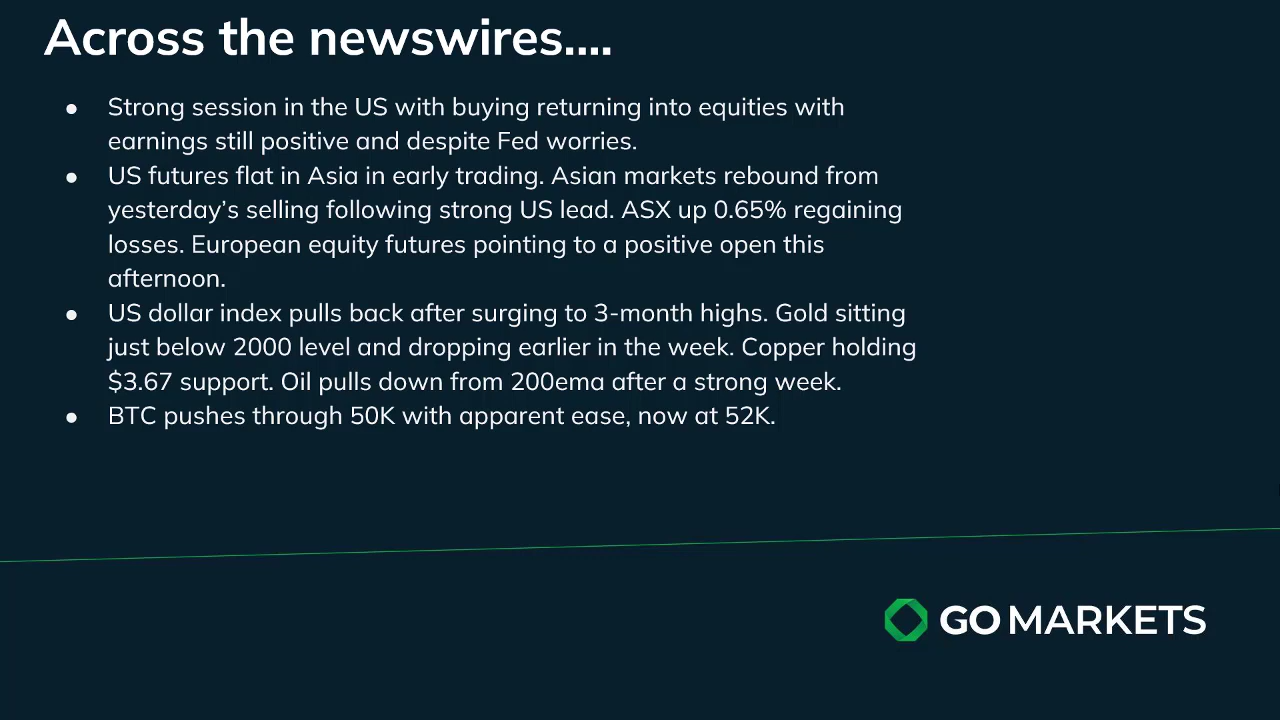 Across the newswires....
● Strong session in the US with buying returning into equities with
earnings still positive and despite Fed worries.
● US futures flat in Asia in early trading. Asian markets rebound from
yesterday’s selling following strong US lead. ASX up 0.65% regaining
losses. European equity futures pointing to a positive open this
afternoon.
● US dollar index pulls back after surging to 3-month highs. Gold sitting
just below 2000 level and dropping earlier in the week. Copper holding
$3.67 support. Oil pulls down from 200ema after a strong week.
● BTC pushes through 50K with apparent ease, now at 52K.
GO MARKETS